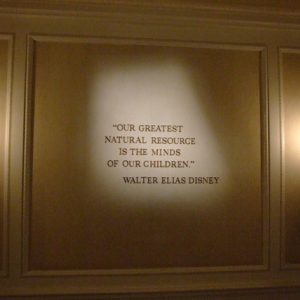 "OUR GREATEST
NATURAL RESOURCE
IS THE MINDS
OF OUR CHILDREN."
WALTER ELIAS DISNEY